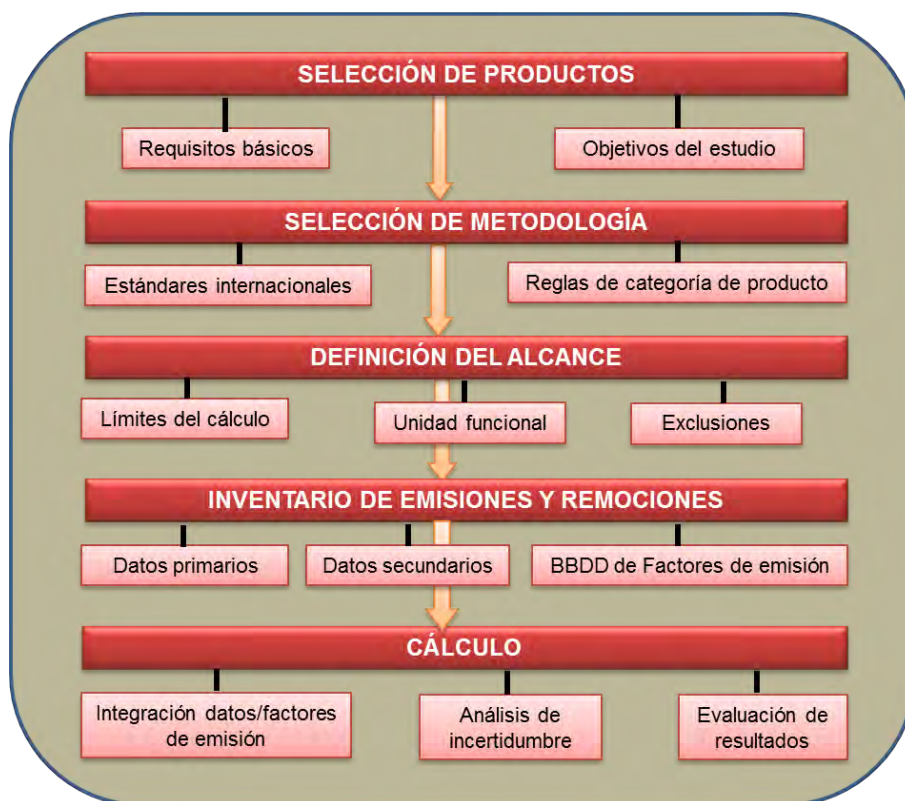 SELECCIÓN DE PRODUCTOS
Requisitos básicos
Objetivos del estudio
SELECCIÓN DE METODOLOGÍA
Estándares internacionales
Reglas de categoría de producto
DEFINICIÓN DEL ALCANCE
Límites del cálculo
Unidad funcional
Exclusiones
INVENTARIO DE EMISIONES Y REMOCIONES
Datos primarios
Datos secundarios
BBDD de Factores de emisión
CÁLCULO
Integración datos/factores
de emisión
Análisis de
incertidumbre
Evaluación de
resultados